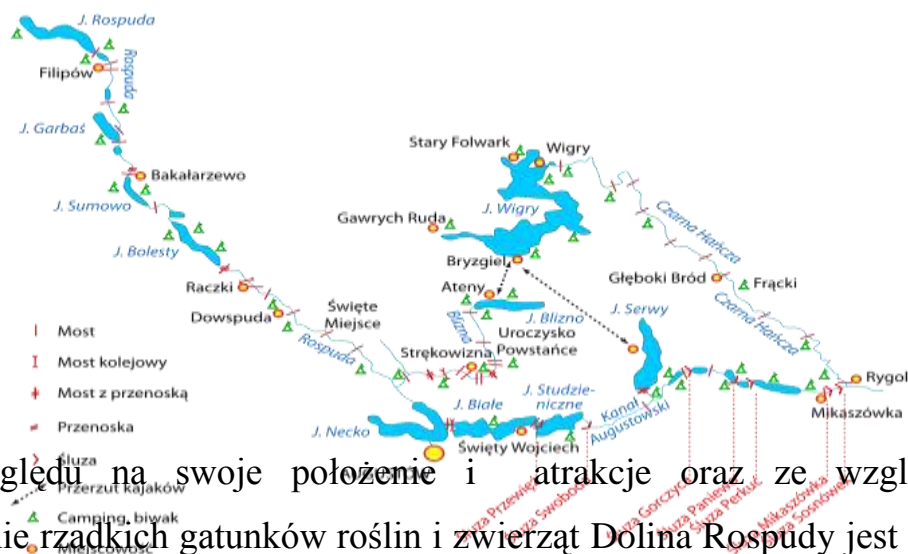 J. Rospuda
Filipów
Rospuda
J. Garbaś
Bakałarzewo
J. Sumowo
J. Bolesty
Raczki
Dowspuda
Święte
Miejsce
Rospuda
Stary Folwark
Wigry
J. Wigry
Gawrych Ruda
Bryzgiel
Czarna Hańcza
Głęboki Bród
Frącki
Ateny
J. Blizno
J. Serwy
Czarna Hańcza
Blizna
Uroczysko
Powstańce
Strękowizna
Rygol
Mikaszówka
J. Studzie-
niczne
J. Białe
Kanał
Augustowski
J. Necko
Święty Wojciech
Most
Most kolejowy
Most z przenoską
Przenoska
Śluza
Przerzut kajaków
Camping, biwak
Miejscowość
Śluza Przewięź
Śluza Swoboda
Śluza Gorczyca
Śluza Paniewo
Śluza Perkuć
Śluza Mikaszówka
Śluza Sosnówek
ględu na swoje położenie i atrakcje oraz ze wzgl
nie rzadkich gatunków roślin i zwierząt Dolina Rospudy jest